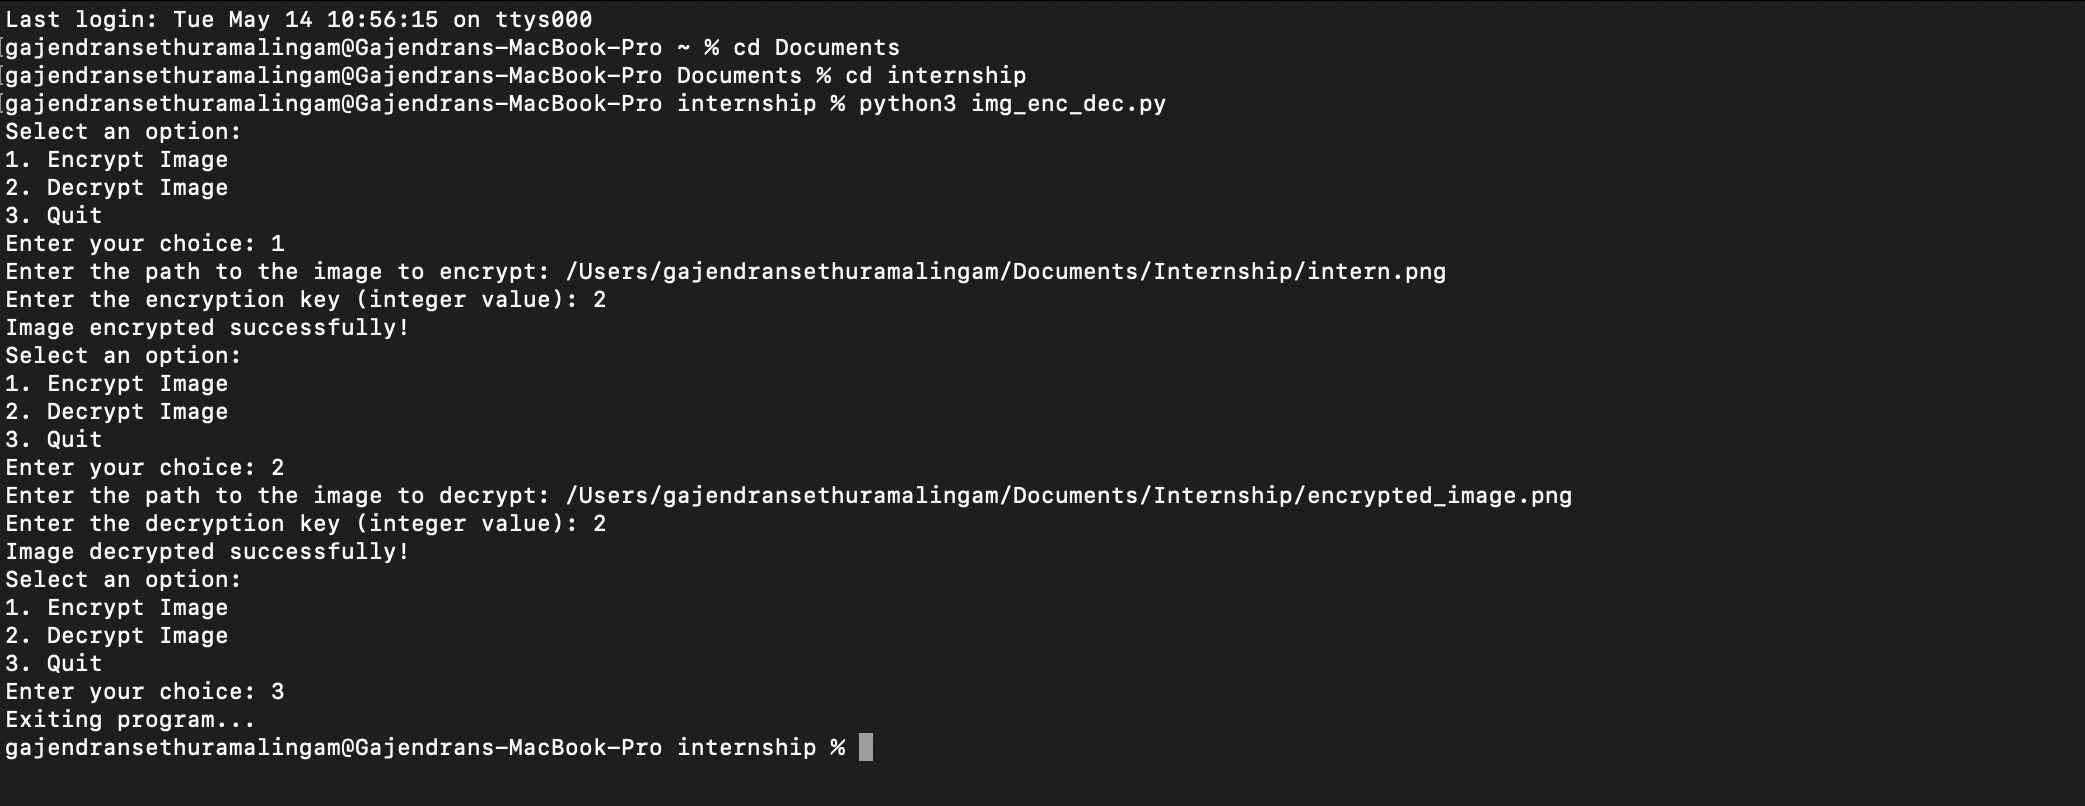 Last login: Tue May 14 10:56:15 on ttys000
[gajendransethuramalingam@Gajendrans-MacBook-Pro ~ % cd Documents
[gajendransethuramalingam@Gajendrans-MacBook-Pro Documents % cd internship
[gajendransethuramalingam@Gajendrans-MacBook-Pro internship % python3 img_enc_dec.py
Select an option:
1. Encrypt Image
2. Decrypt Image
3. Quit
Enter your choice: 1
Enter the path to the image to encrypt: /Users/gajendransethuramalingam/Documents/Internship/intern.png
Enter the encryption key (integer value): 2
Image encrypted successfully!
Select an option:
1. Encrypt Image
2. Decrypt Image
3. Quit
Enter your choice: 2
Enter the path to the image to decrypt: /Users/gajendransethuramalingam/Documents/Internship/encrypted_image.png
Enter the decryption key (integer value): 2
Image decrypted successfully!
Select an option:
1. Encrypt Image
2. Decrypt Image
3. Quit
Enter your choice: 3
Exiting program...
gajendransethuramalingam@Gajendrans-MacBook-Pro internship %